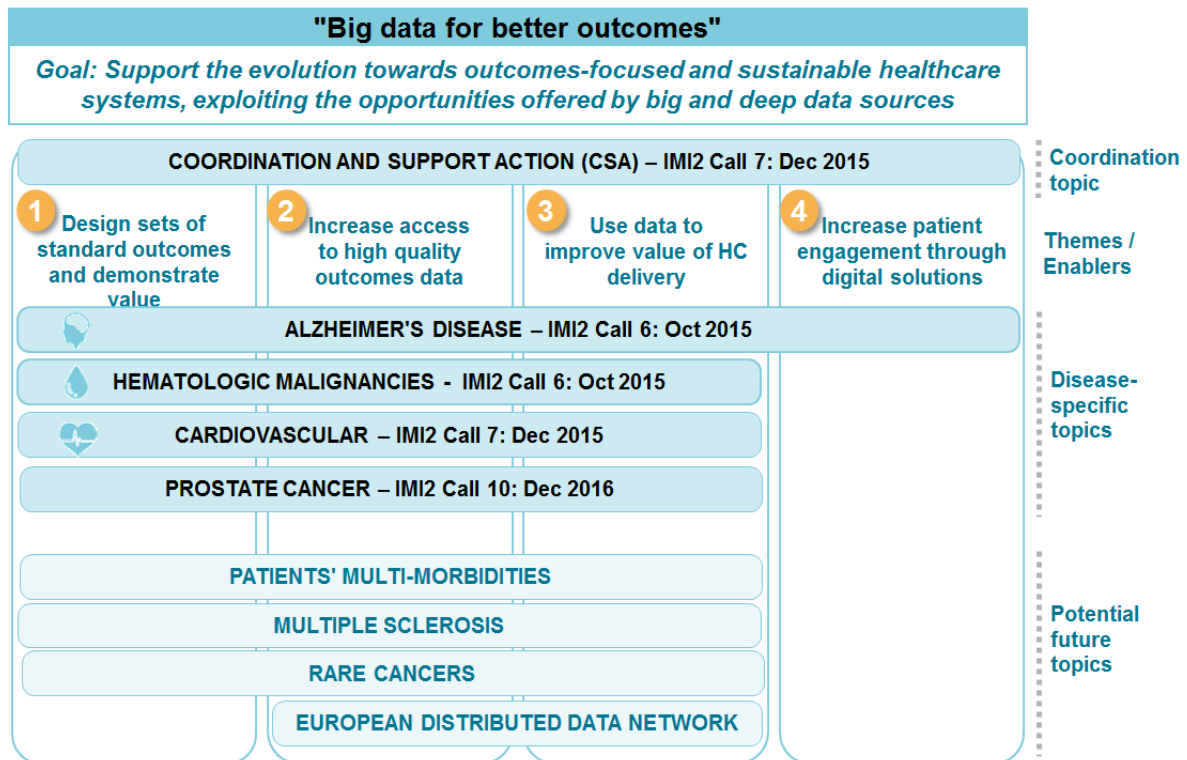 "Big data for better outcomes"
Goal: Support the evolution towards outcomes-focused and sustainable healthcare
systems, exploiting the opportunities offered by big and deep data sources
COORDINATION AND SUPPORT ACTION (CSA) – IMI2 Call 7: Dec 2015
Coordination
topic
1
Design sets of
standard outcomes
and demonstrate
value
2
Increase access
to high quality
outcomes data
3
Use data to
improve value of HC
delivery
4
Increase patient
engagement through
digital solutions
Themes /
Enablers
ALZHEIMER'S DISEASE – IMI2 Call 6: Oct 2015
HEMATOLOGIC MALIGNANCIES - IMI2 Call 6: Oct 2015
CARDIOVASCULAR – IMI2 Call 7: Dec 2015
PROSTATE CANCER – IMI2 Call 10: Dec 2016
Disease-
specific
topics
PATIENTS' MULTI-MORBIDITIES
MULTIPLE SCLEROSIS
RARE CANCERS
EUROPEAN DISTRIBUTED DATA NETWORK
Potential
future
topics